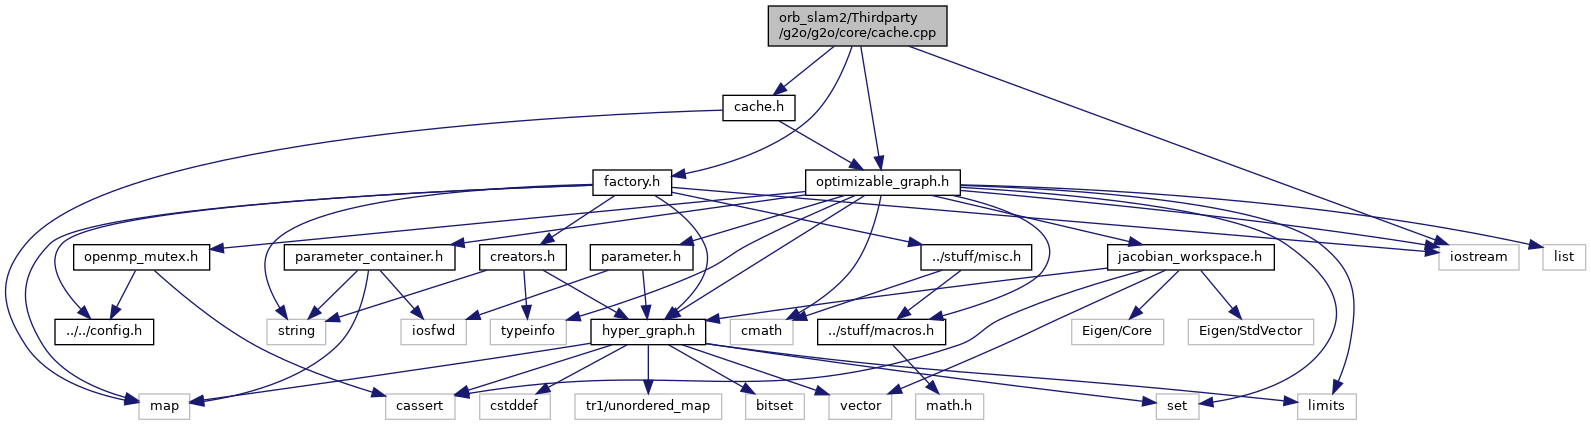 orb_slam2/Thirdparty
/g2o/g2o/core/cache.cpp
cache.h
factory.h
optimizable_graph.h
openmp_mutex.h
parameter_container.h
creators.h
parameter.h
../stuff/misc.h
jacobian_workspace.h
iostream
list
../../config.h
string
iosfwd
typeinfo
hyper_graph.h
cmath
../stuff/macros.h
Eigen/Core
Eigen/StdVector
map
cassert
cstddef
tr1/unordered_map
bitset
vector
math.h
set
limits